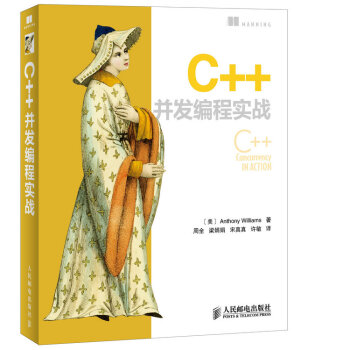 MANNING
C++
并发编程实战
C++
Concurrency
IN ACTION
[美] Anthony Williams 著
周全 梁娟娟 宋真真 许敏 译
人民邮电出版社
POSTS & TELECOM PRESS
C++
并发编程实战
人民邮电出版社